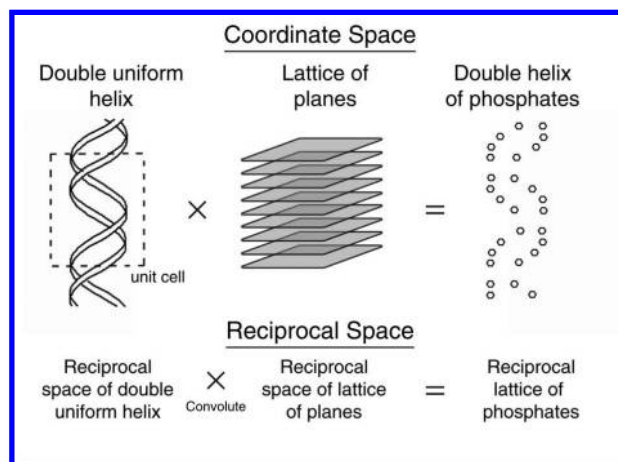 Coordinate Space
Double uniform
helix
Lattice of
planes
Double helix
of phosphates
×
=
unit cell
Reciprocal Space
Reciprocal
space of double
uniform helix
×
Convolute
Reciprocal
space of lattice
of planes
=
Reciprocal
lattice of
phosphates